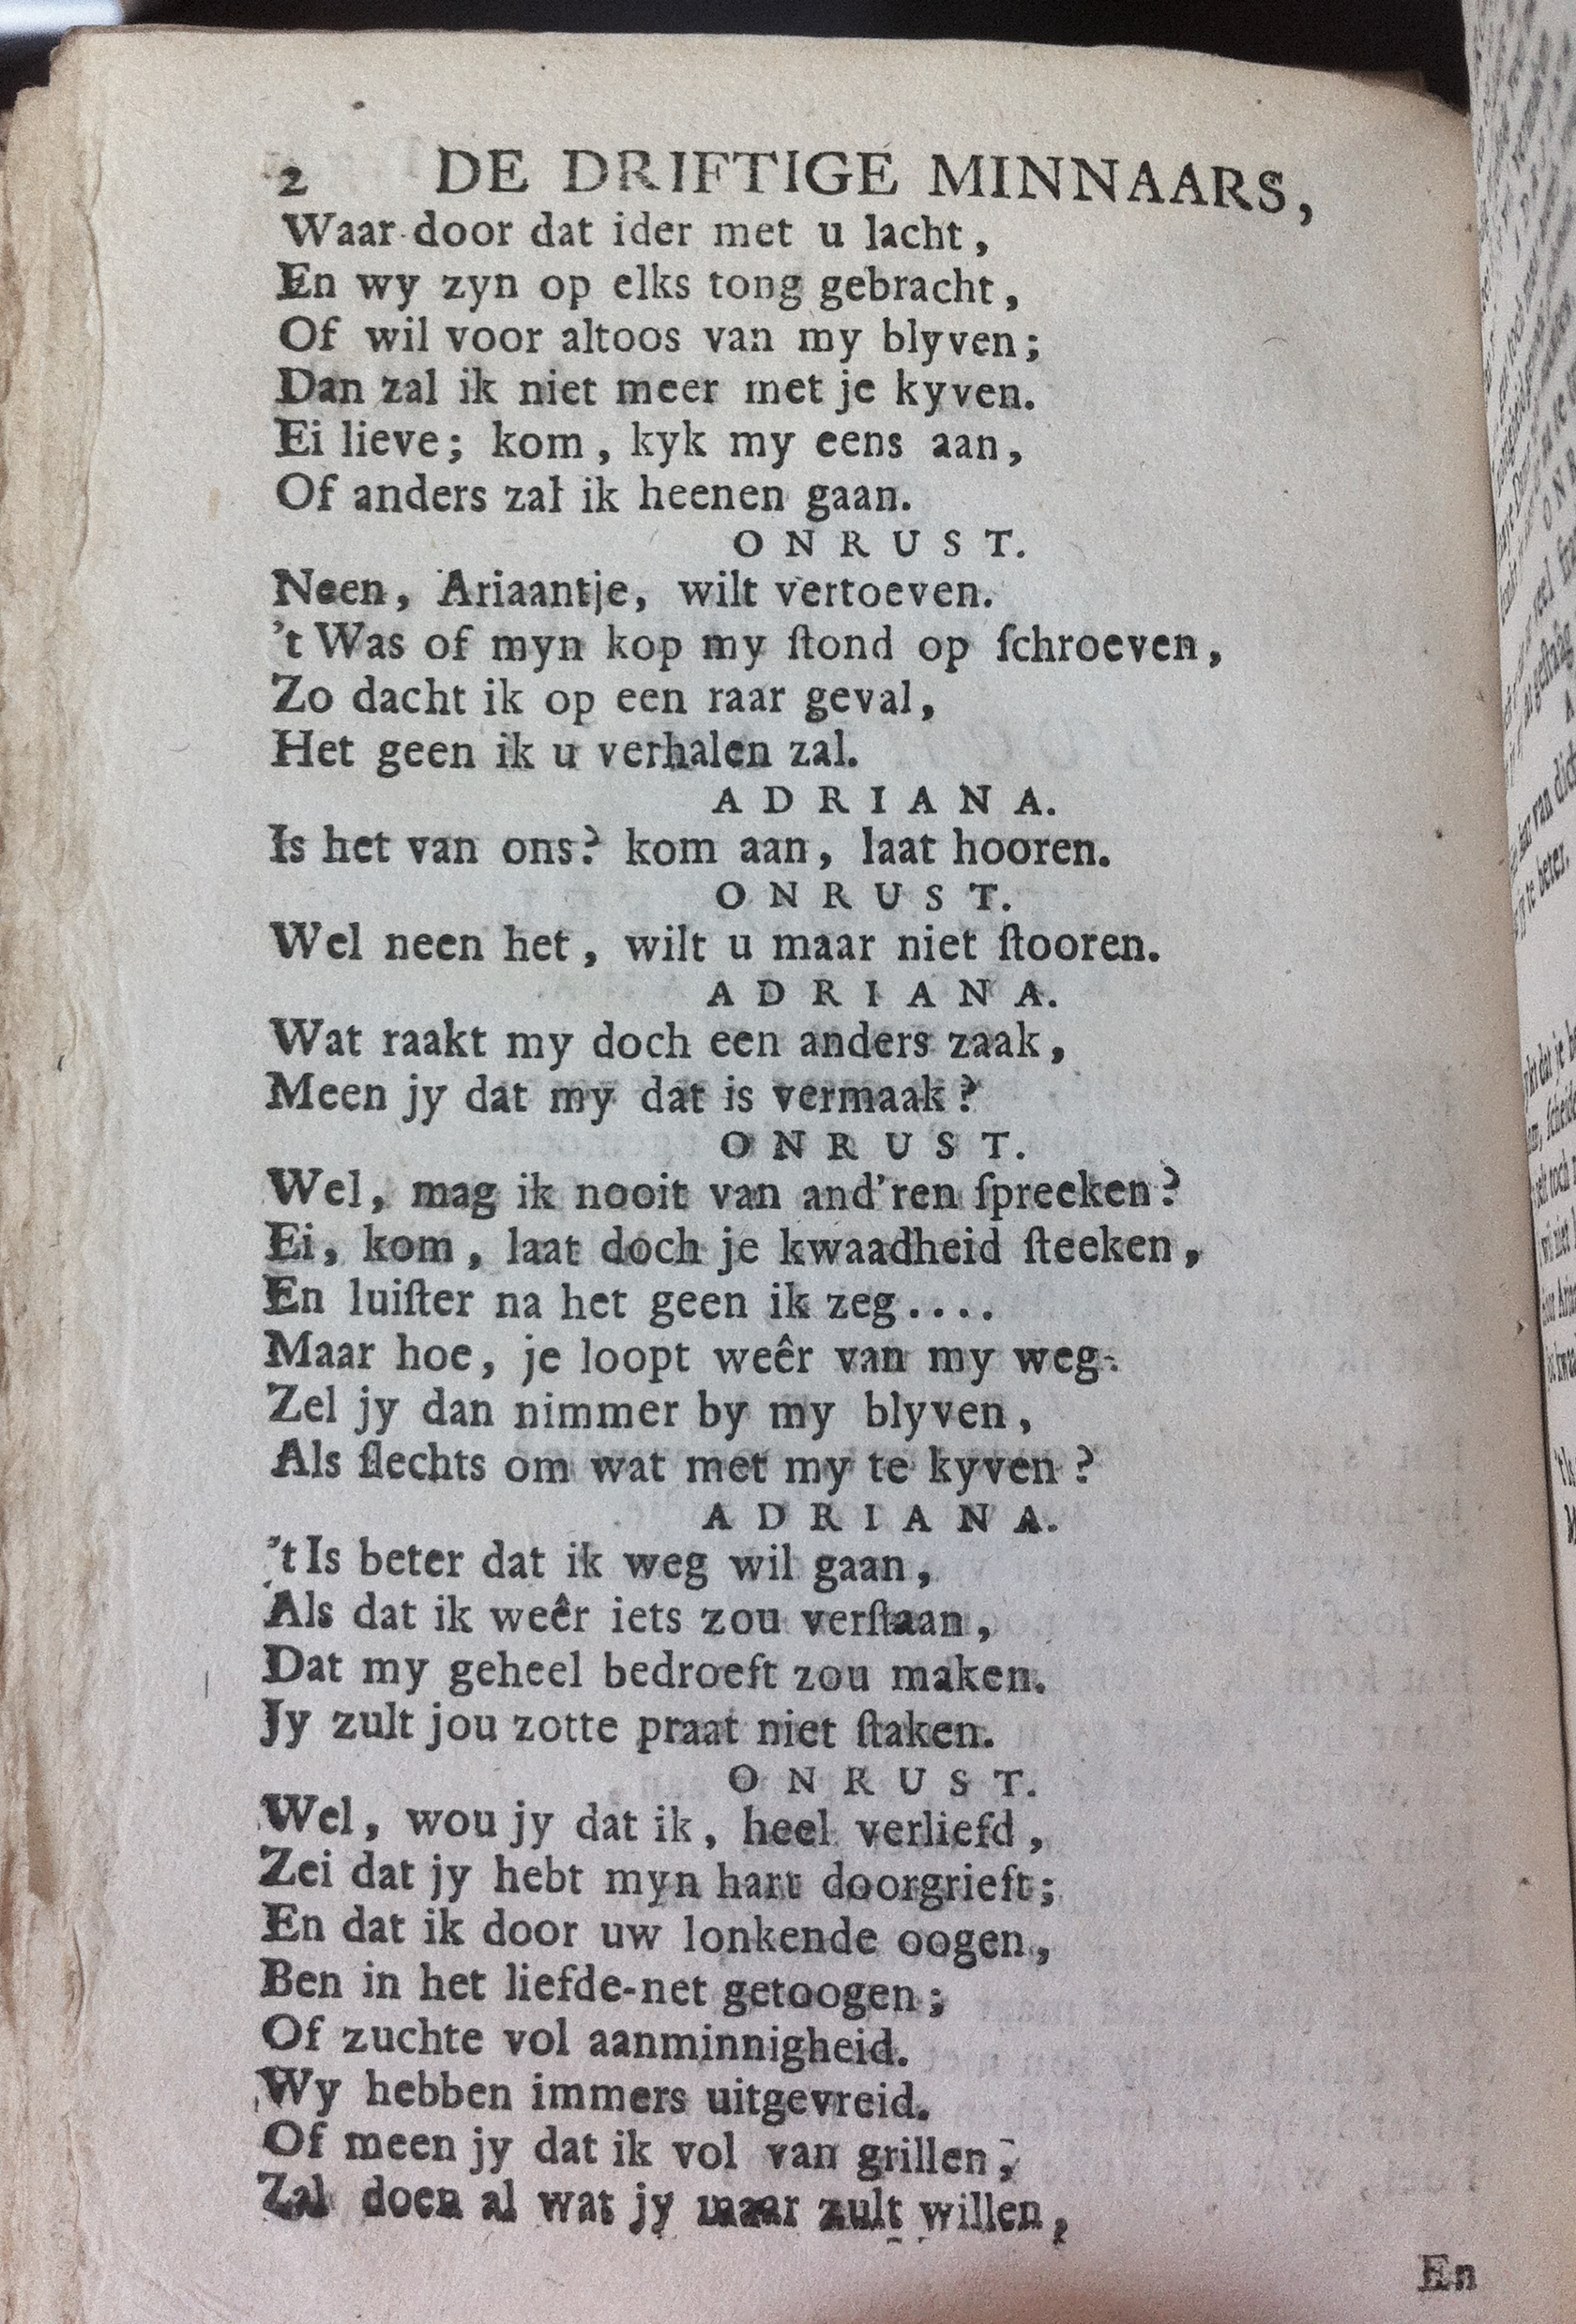 2 DE DRIFTIGE MINNAARS,
Waar door dat ider met u lacht,
En wy zyn op elks tong gebracht,
Of wil voor altoos van my blyven;
Dan zal ik niet meer met je kyven.
Ei lieve; kom, kyk my eens aan,
Of anders zal ik heenen gaan.
ONRUST.
Neen, Ariaantje, wilt vertoeven.
't Was of myn kop my ſtond op ſchroeven,
Zo dacht ik op een raar geval,
Het geen ik u verhalen zal.
ADRIANA.
Is het van ons? kom aan, laat hooren.
ONRUST.
Wel neen het, wilt u maar niet ſtooren.
ADRIANA.
Wat raakt my doch een anders zaak,
Meen jy dat my dat is vermaak?
ONRUST.
Wel, mag ik nooit van and'ren ſpreeken?
Ei, kom, laat doch je kwaadheid ſteeken,
En luiſter na het geen ik zeg....
Maar hoe, je loopt weêr van my weg.
Zel jy dan nimmer by my blyven,
Als ſlechts om wat met my te kyven?
ADRIANA.
't Is beter dat ik weg wil gaan,
Als dat ik weêr iets zou verſtaan,
Dat my geheel bedroeft zou maken.
Jy zult jou zotte praat niet ſtaken.
ONRUST.
Wel, wou jy dat ik, heel verliefd,
Zei dat jy hebt myn hart doorgrieft;
En dat ik door uw lonkende oogen,
Ben in het liefde-net getoogen;
Of zuchte vol aanminnigheid.
Wy hebben immers uitgevreid.
Of meen jy dat ik vol van grillen,
Zal doen al wat jy maar zult willen,
En